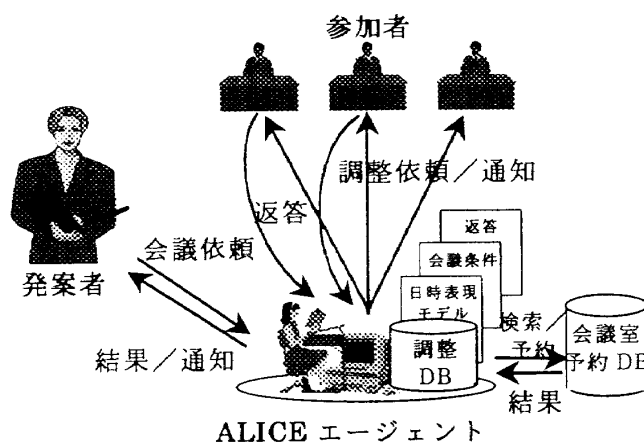 参加者
調整依頼／通知
返答
会議依頼
発案者
結果／通知
返答
会議条件
日時表現
モデル
調整
DB
検索／
予約
会議室
予約 DB
結果
ALICE エージェント